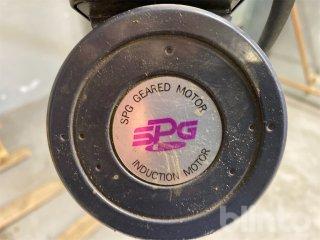 SPG GEARED MOTOR
SPG
INDUCTION MOTOR
blinto